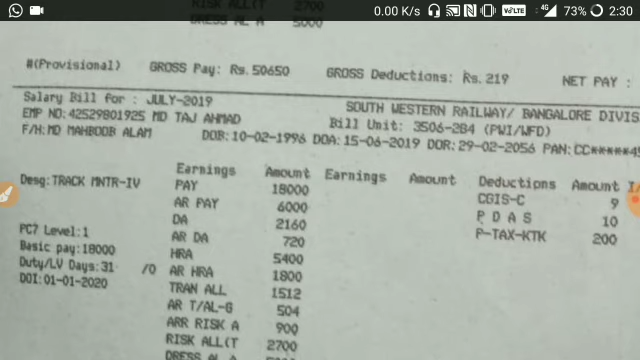 0.00 K/s VoLTE 4G 73% 2:30
RISK ALL(T 2700
DRESS AL A 5000
#(Provisional) GROSS Pay: Rs. 50650 GROSS Deductions: Rs. 219 NET PAY :
Salary Bill for : JULY-2019 SOUTH WESTERN RAILWAY/ BANGALORE DIVIS
EMP NO:42529801925 MD TAJ AHMAD Bill Unit: 3506-284 (PWI/WFD)
F/H:MD MAHBOOB ALAM DOB:10-02-1996 DOA:15-06-2019 DOR:29-02-2056 PAN:CC*****4
Earnings Amount Earnings Amount Deductions Amount
Desg:TRACK MNTR-IV PAY 18000 CGIS-C 9
AR PAY 6000 P D A S 10
DA 2160 P-TAX-KTK 200
PC7 Level:1 AR DA 720
Basic pay:18000 HRA 5400
Duty/LV Days:31 /0 AR HRA 1800
DOI:01-01-2020 TRAN ALL 1512
AR T/AL-G 504
ARR RISK A 900
RISK ALL(T 2700
DRESS AL A